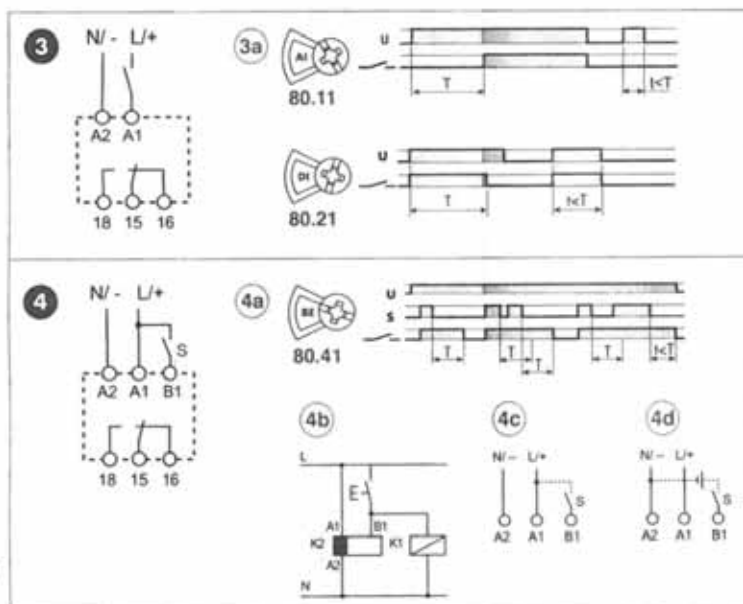 3
N/- L/+
A2 A1
18 15 16
3a
AI
80.11
U
T
t<T
DI
80.21
U
T
t<T
4
N/- L/+
S
A2 A1 B1
18 15 16
4a
BE
80.41
U
S
T
T
T
T
t<T
4b
L
E
A1 B1
K2 K1
A2
N
4c
N/- L/+
S
A2 A1 B1
4d
N/- L/+
S
A2 A1 B1